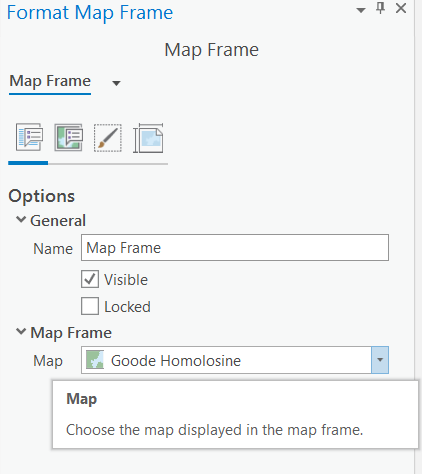 Format Map Frame
Map Frame
Map Frame
Options
General
Name Map Frame
Visible
Locked
Map Frame
Map Goode Homolosine
Map
Choose the map displayed in the map frame.